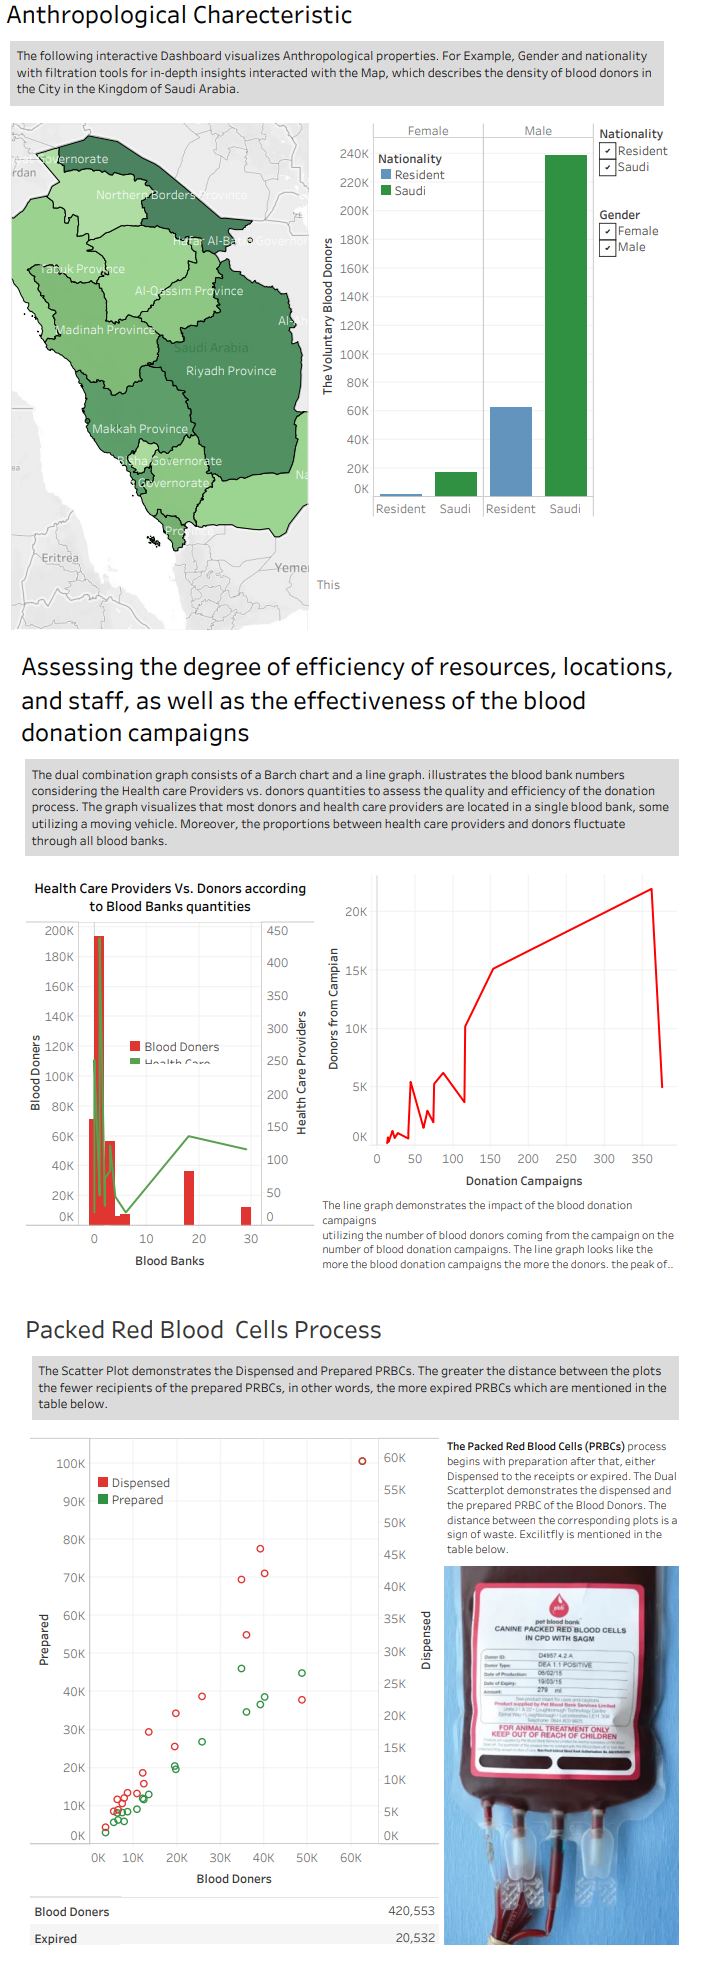 Anthropological Charecteristic
The following interactive Dashboard visualizes Anthropological properties. For Example, Gender and nationality
with filtration tools for in-depth insights interacted with the Map, which describes the density of blood donors in
the City in the Kingdom of Saudi Arabia.
Governorate
rdan
Northern Borders Province
Hafar Al-Batin Governor
Tabuk Province
Al-Qassim Province
Madinah Province
Saudi Arabia
Riyadh Province
Makkah Province
Bisha Governorate
Governorate
Na
Eritrea
Yemen
This
Female
Male
Nationality
Resident
Saudi
240K
220K
200K
180K
160K
140K
120K
100K
80K
60K
40K
20K
0K
The Voluntary Blood Donors
Resident
Saudi
Resident
Saudi
Nationality
Resident
Saudi
Gender
Female
Male
Assessing the degree of efficiency of resources, locations,
and staff, as well as the effectiveness of the blood
donation campaigns
The dual combination graph consists of a Barch chart and a line graph. illustrates the blood bank numbers
considering the Health care Providers vs. donors quantities to assess the quality and efficiency of the donation
process. The graph visualizes that most donors and health care providers are located in a single blood bank, some
utilizing a moving vehicle. Moreover, the proportions between health care providers and donors fluctuate
through all blood banks.
Health Care Providers Vs. Donors according
to Blood Banks quantities
200K
180K
160K
140K
120K
100K
80K
60K
40K
20K
0K
Blood Doners
Blood Doners
Health Care
450
400
350
300
250
200
150
100
50
0
Health Care Providers
0
10
20
30
Blood Banks
20K
15K
10K
5K
0K
Donors from Campian
0
50
100
150
200
250
300
350
Donation Campaigns
The line graph demonstrates the impact of the blood donation
campaigns
utilizing the number of blood donors coming from the campaign on the
number of blood donation campaigns. The line graph looks like the
more the blood donation campaigns the more the donors. the peak of..
Packed Red Blood Cells Process
The Scatter Plot demonstrates the Dispensed and Prepared PRBCs. The greater the distance between the plots
the fewer recipients of the prepared PRBCs, in other words, the more expired PRBCs which are mentioned in the
table below.
100K
90K
80K
70K
60K
50K
40K
30K
20K
10K
0K
Prepared
Dispensed
Prepared
60K
55K
50K
45K
40K
35K
30K
25K
20K
15K
10K
5K
0K
Dispensed
0K
10K
20K
30K
40K
50K
60K
Blood Doners
Blood Doners 420,553
Expired 20,532
The Packed Red Blood Cells (PRBCs) process
begins with preparation after that, either
Dispensed to the receipts or expired. The Dual
Scatterplot demonstrates the dispensed and
the prepared PRBC of the Blood Donors. The
distance between the corresponding plots is a
sign of waste. Excilitfly is mentioned in the
table below.
pet blood bank
CANINE PACKED RED BLOOD CELLS
IN CPD WITH SAGM
Donor ID: D4957 4.2 A
Donor Type: DEA 1.1 POSITIVE
Date of Production: 06/02/15
Date of Expiry: 19/03/15
Amount: 279 ml
FOR ANIMAL TREATMENT ONLY
KEEP OUT OF REACH OF CHILDREN